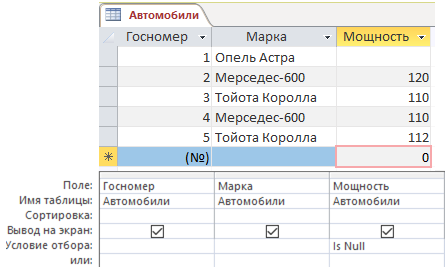 Автомобили
Госномер Марка Мощность
1 Опель Астра
2 Мерседес-600 120
3 Тойота Королла 110
4 Мерседес-600 110
5 Тойота Королла 112
(№) 0
Поле: Госномер Марка Мощность
Имя таблицы: Автомобили Автомобили Автомобили
Сортировка:
Вывод на экран:
Условие отбора: Is Null
или: